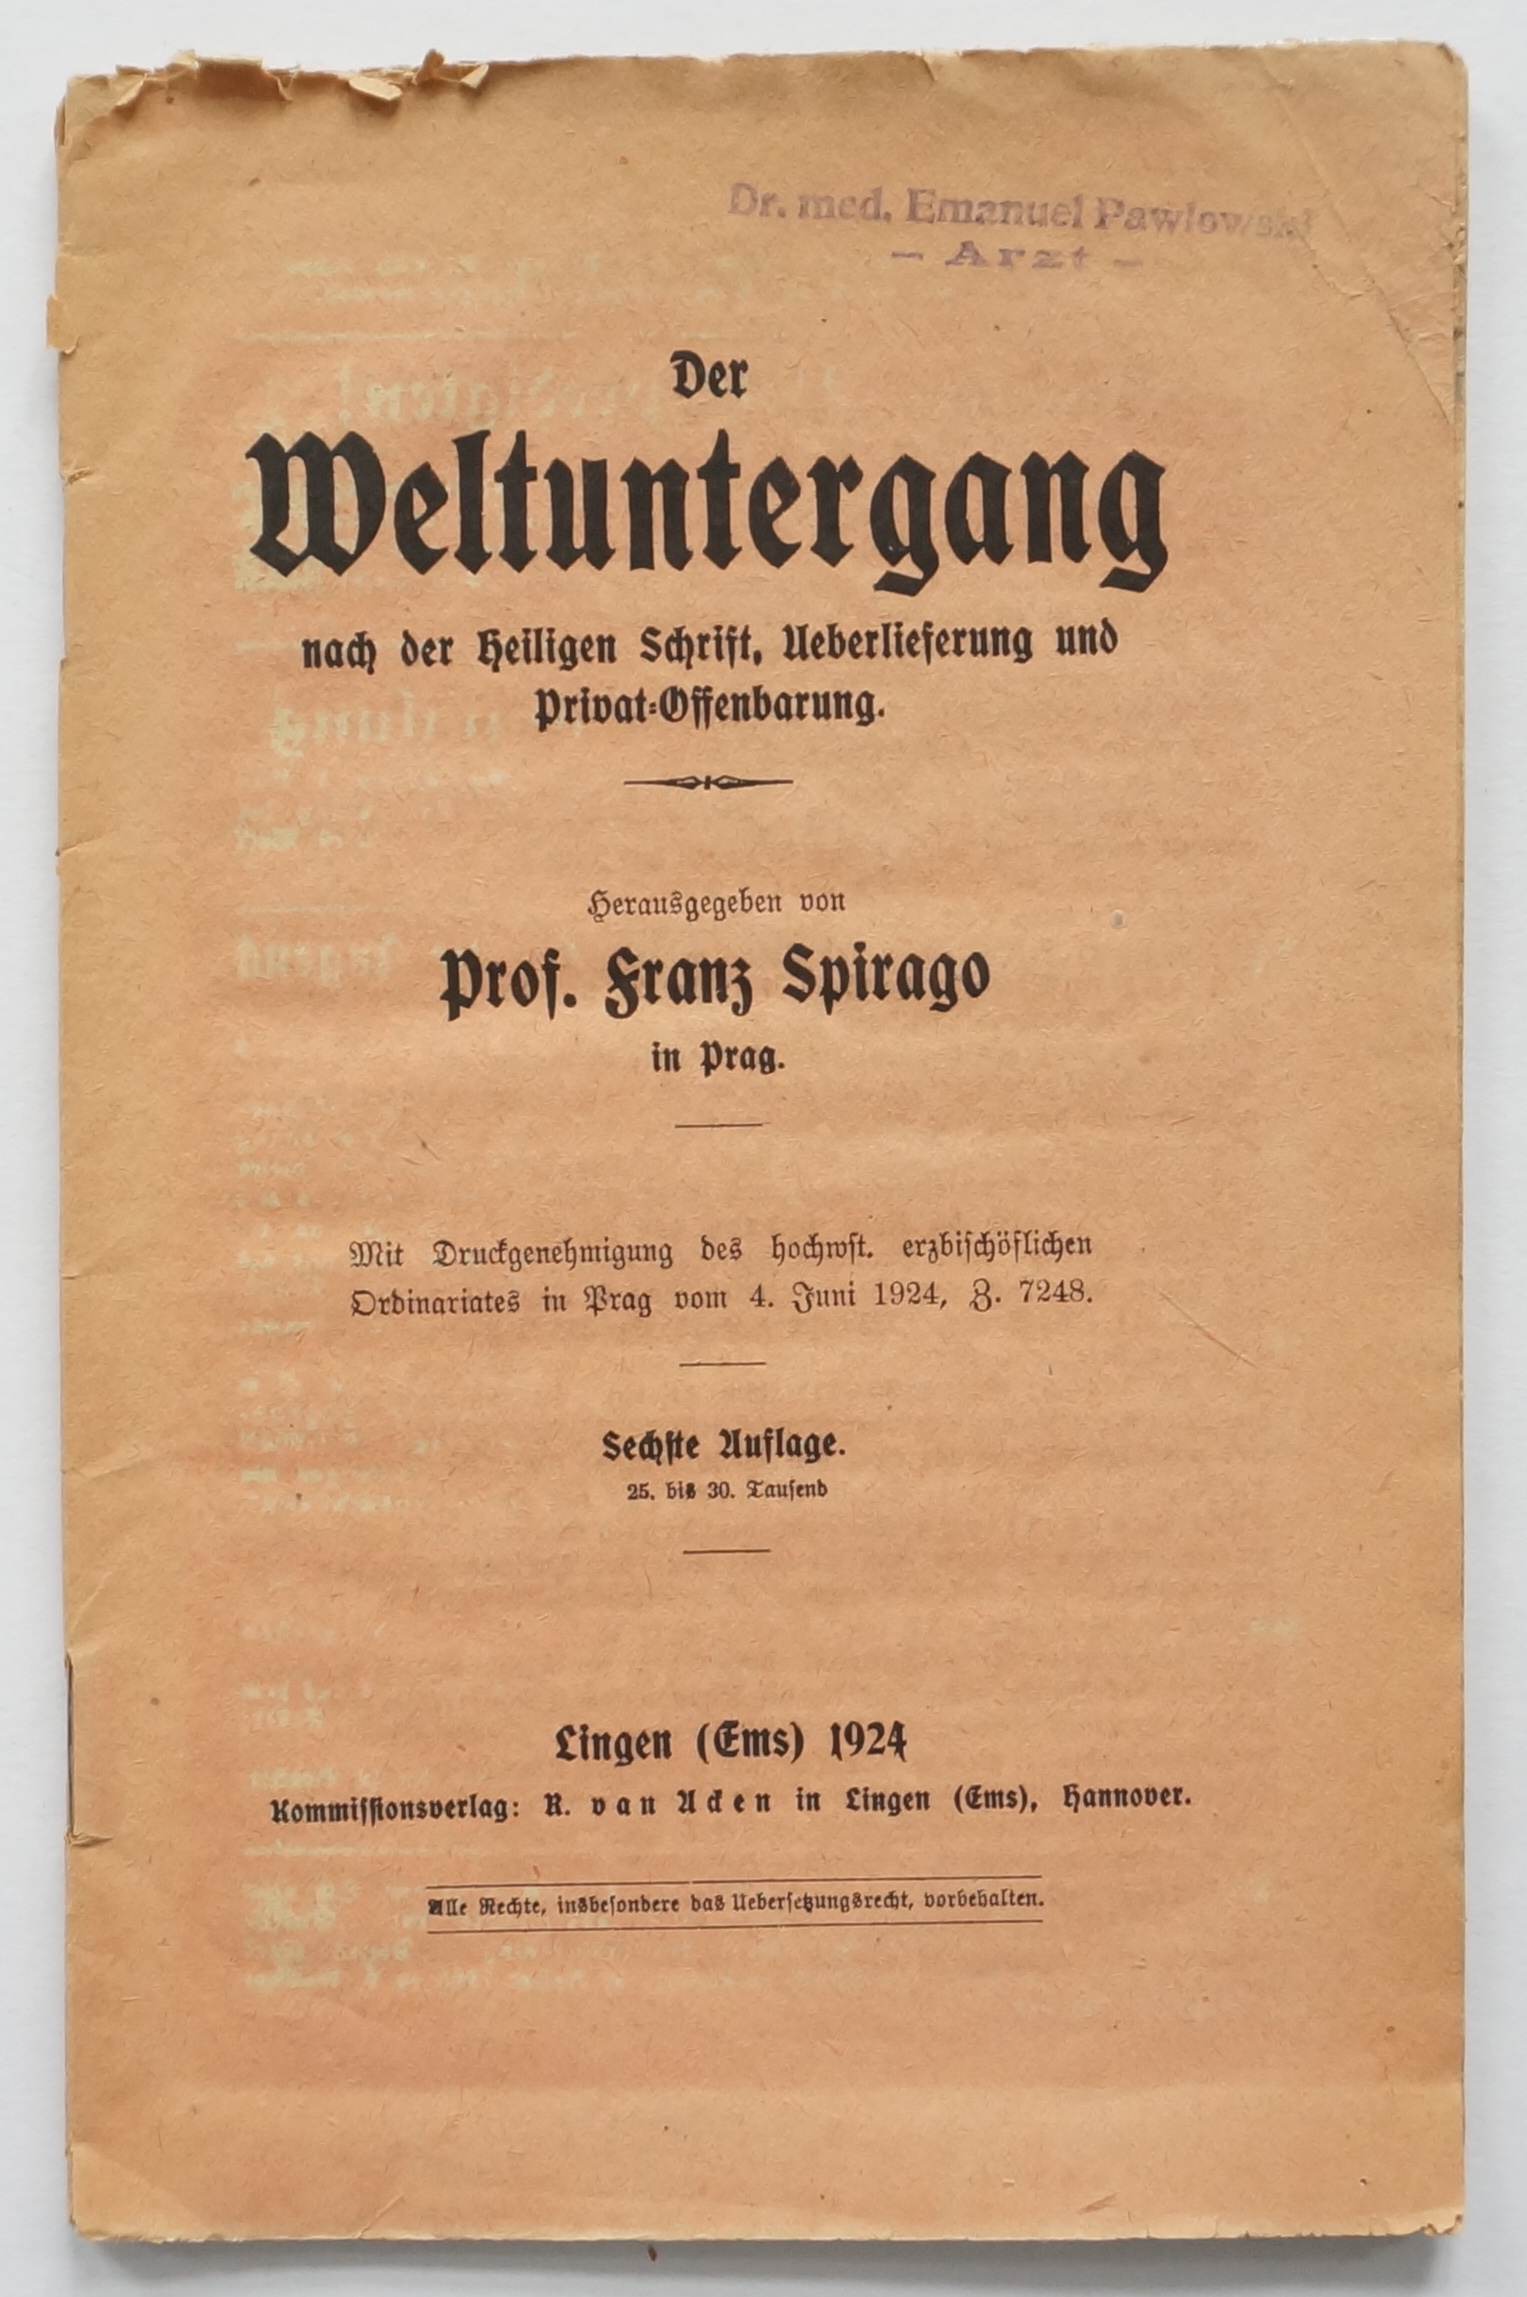 Dr. med. Emanuel Pawlowski
- Arzt -
Der
Weltuntergang
nach der Heiligen Schrift, Ueberlieferung und
Privat=Offenbarung.
Herausgegeben von
Prof. Franz Spirago
in Prag.
Mit Druckgenehmigung des hochwst. erzbischöflichen
Ordinariates in Prag vom 4. Juni 1924, Z. 7248.
Sechste Auflage.
25. bis 30. Tausend
Lingen (Ems) 1924
Kommissionsverlag: R. van Acken in Lingen (Ems), Hannover.
Alle Rechte, insbesondere das Uebersetzungsrecht, vorbehalten.